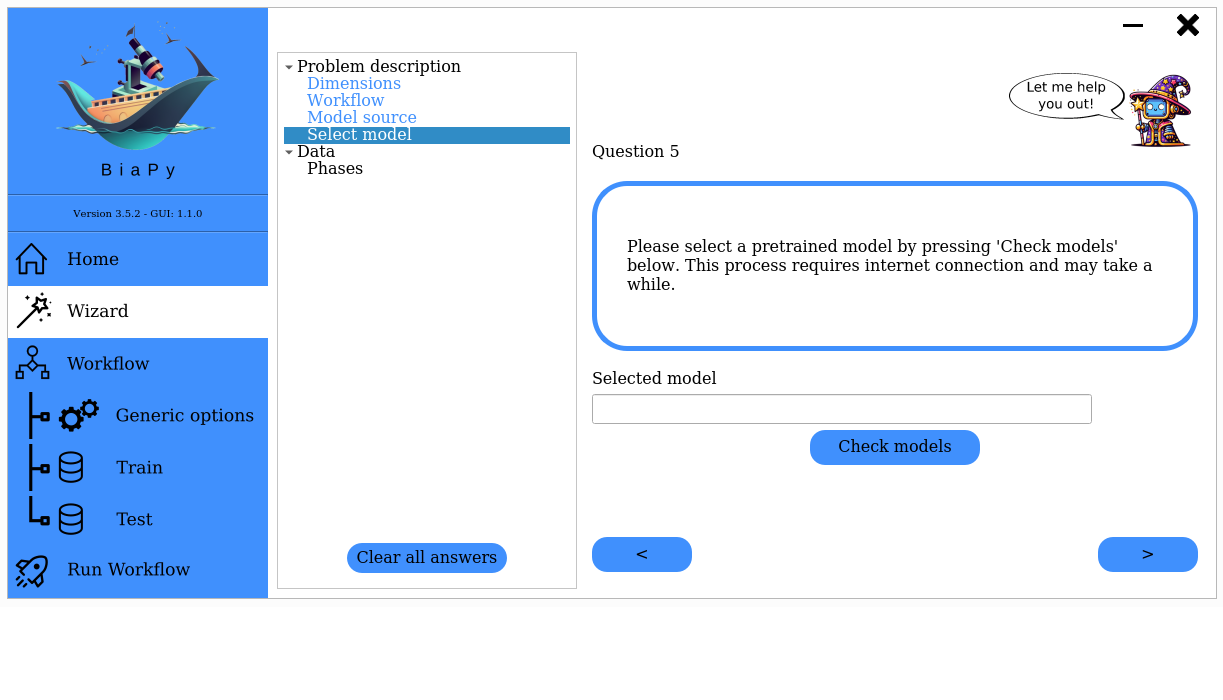 BiaPy
Version 3.5.2 - GUI: 1.1.0
Home
Wizard
Workflow
Generic options
Train
Test
Run Workflow
Problem description
Dimensions
Workflow
Model source
Select model
Data
Phases
Clear all answers
Let me help
you out!
Question 5
Please select a pretrained model by pressing 'Check models'
below. This process requires internet connection and may take a
while.
Selected model
Check models
<
>